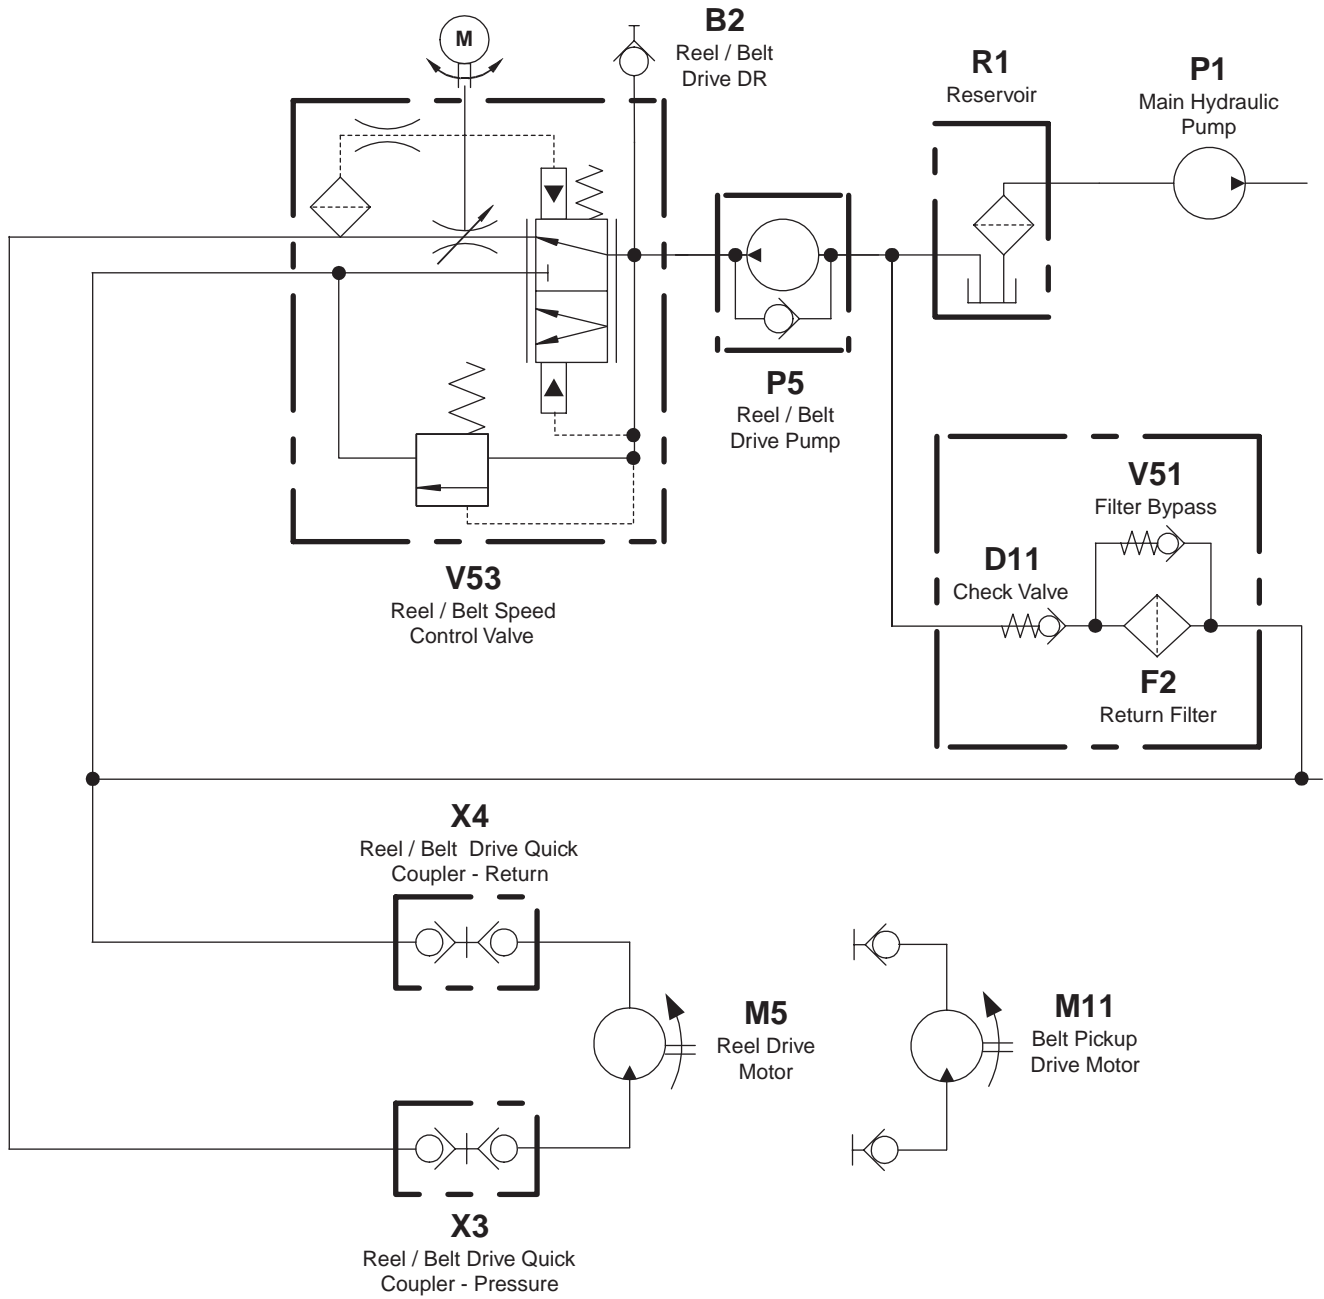 M
B2
Reel / Belt
Drive DR
R1
Reservoir
P1
Main Hydraulic
Pump
P5
Reel / Belt
Drive Pump
V51
Filter Bypass
D11
Check Valve
V53
Reel / Belt Speed
Control Valve
F2
Return Filter
X4
Reel / Belt Drive Quick
Coupler - Return
M5
Reel Drive
Motor
M11
Belt Pickup
Drive Motor
X3
Reel / Belt Drive Quick
Coupler - Pressure